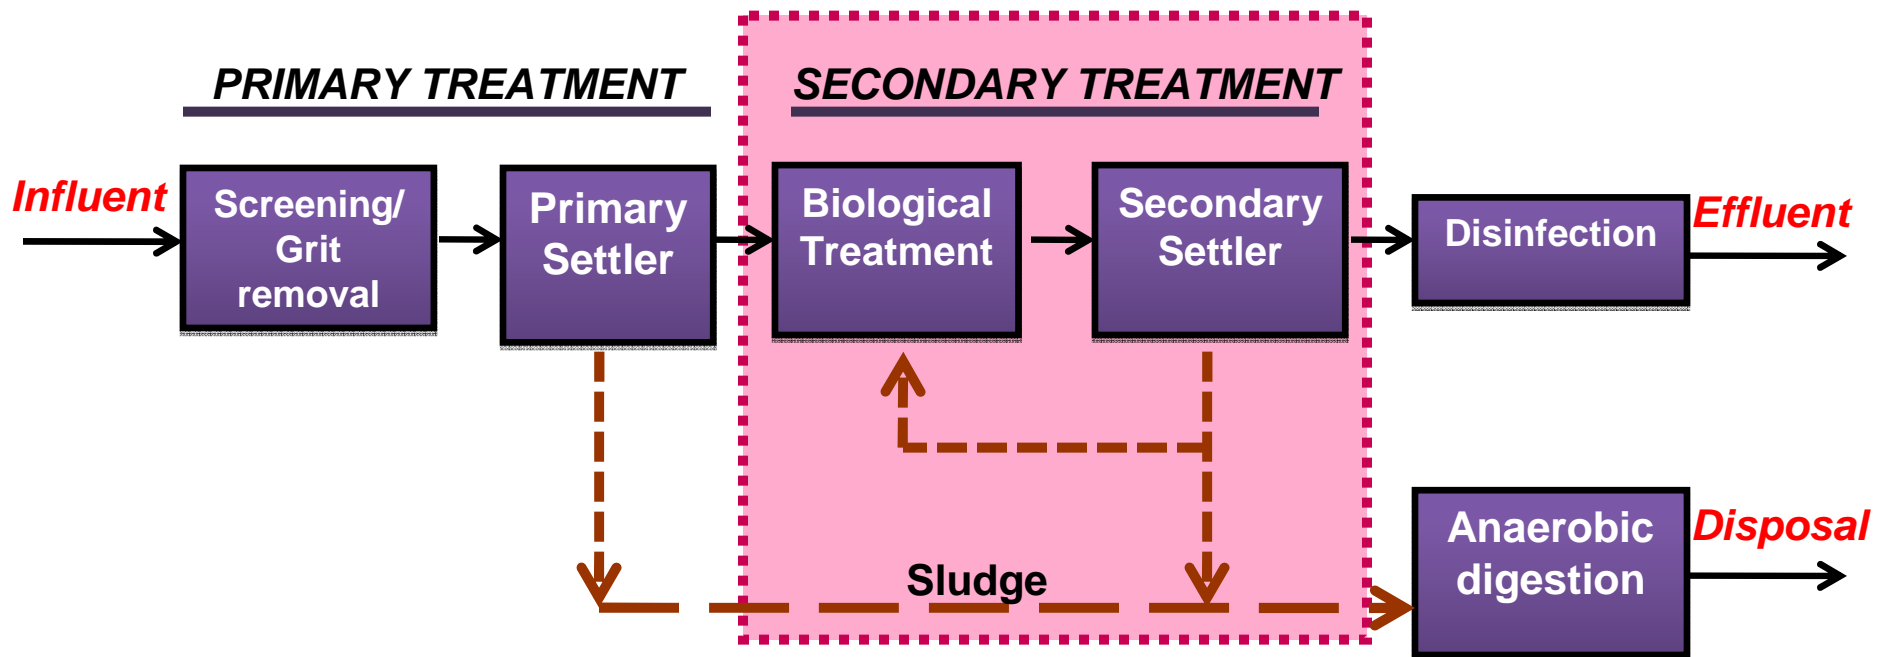 PRIMARY TREATMENT
SECONDARY TREATMENT
Influent
Screening/
Grit
removal
Primary
Settler
Biological
Treatment
Secondary
Settler
Disinfection
Effluent
Sludge
Anaerobic
digestion
Disposal